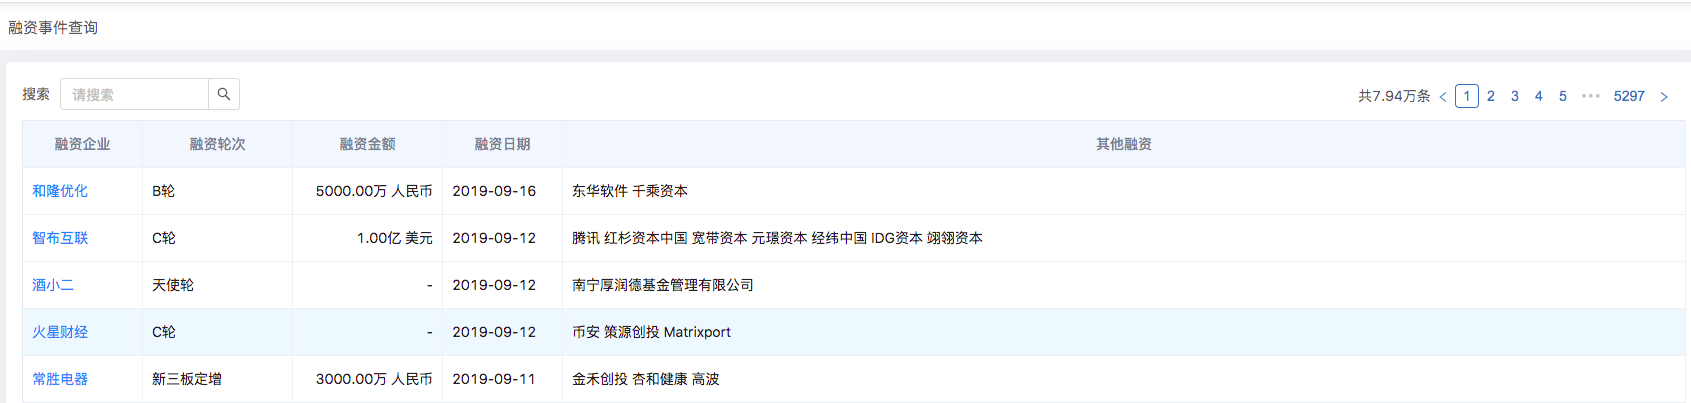 融资事件查询
搜索 请搜索 共7.94万条 < 1 2 3 4 5 ••• 5297 >
融资企业 融资轮次 融资金额 融资日期 其他融资
和隆优化 B轮 5000.00万 人民币 2019-09-16 东华软件 千乘资本
智布互联 C轮 1.00亿 美元 2019-09-12 腾讯 红杉资本中国 宽带资本 元璟资本 经纬中国 IDG资本 翊翎资本
酒小二 天使轮 - 2019-09-12 南宁厚润德基金管理有限公司
火星财经 C轮 - 2019-09-12 币安 策源创投 Matrixport
常胜电器 新三板定增 3000.00万 人民币 2019-09-11 金禾创投 杏和健康 高波